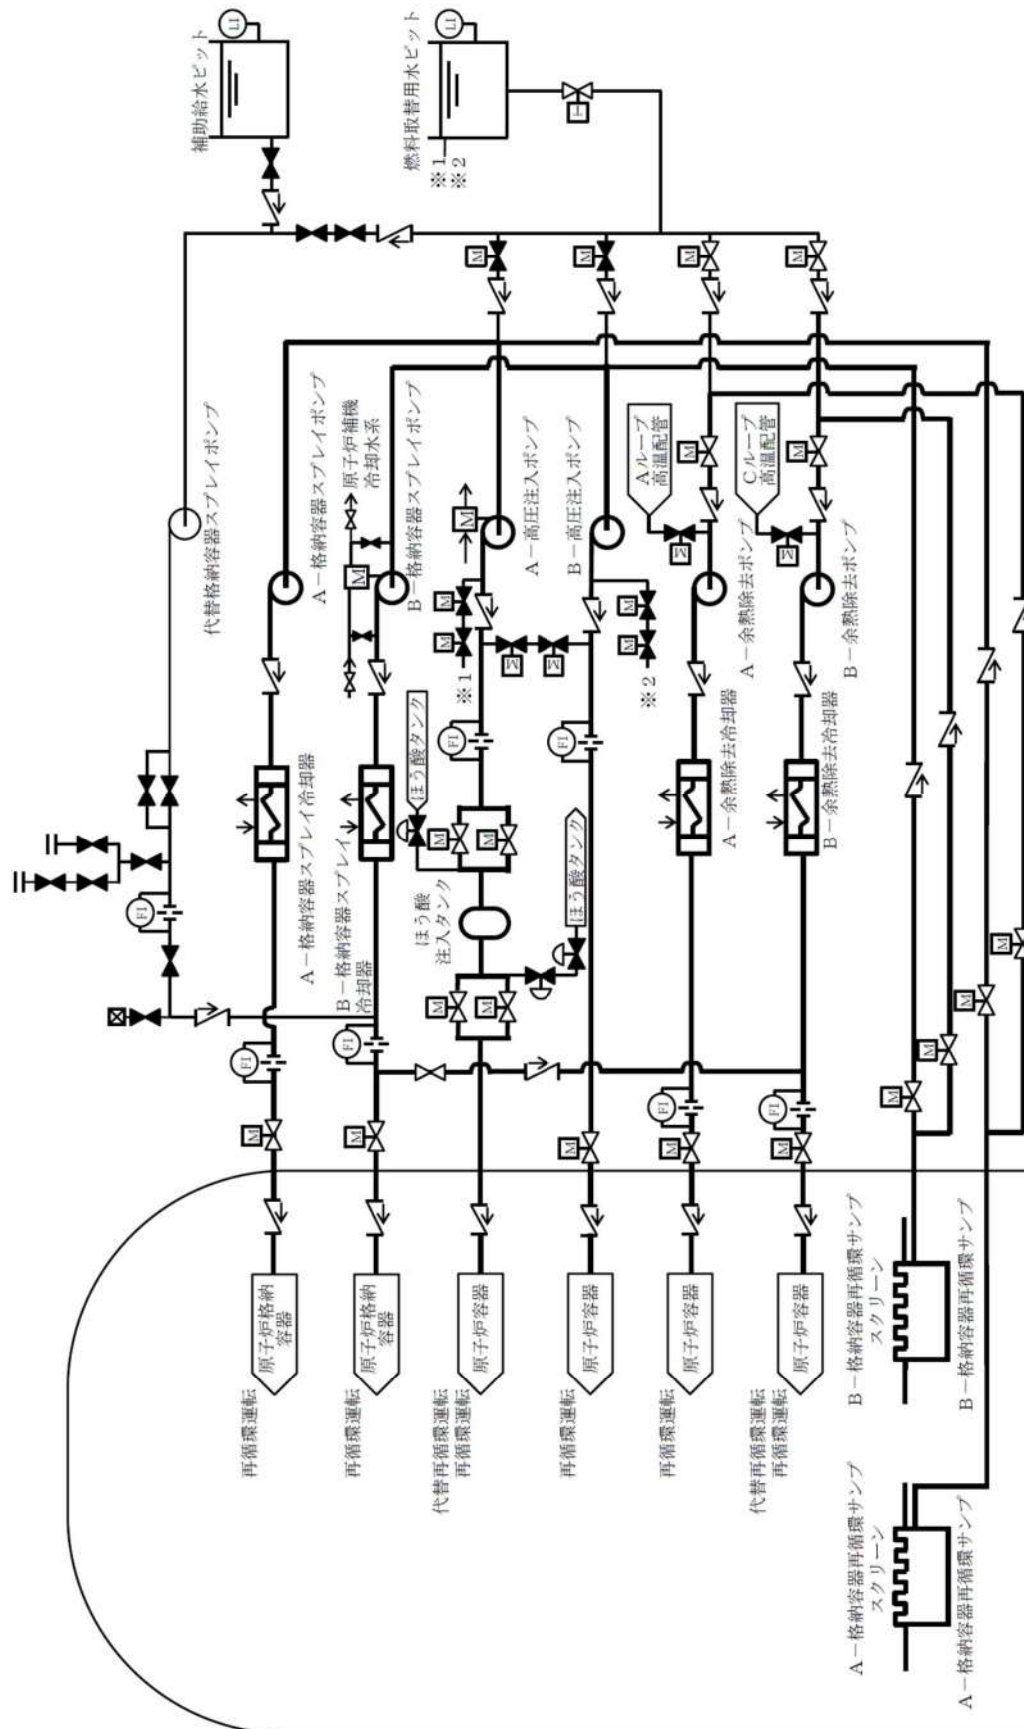 補助給水ピット
LI
燃料取替用水ピット
※1
※2
LI
H
代替格納容器スプレイポンプ
A－格納容器スプレイポンプ
原子炉補機
冷却水系
M
B－格納容器スプレイポンプ
M
M
M
M
M
A－高圧注入ポンプ
B－高圧注入ポンプ
Aループ
高温配管
M
M
A－余熱除去ポンプ
Cループ
高温配管
M
M
B－余熱除去ポンプ
M
M
※1
M
M
M
M
※2
FI
A－格納容器スプレイ冷却器
B－格納容器スプレイ
冷却器
ほう酸タンク
M
M
FI
FI
ほう酸
注入タンク
ほう酸タンク
M
M
A－余熱除去冷却器
B－余熱除去冷却器
FI
FI
FI
FI
M
M
M
M
M
M
M
M
M
原子炉格納
容器
再循環運転
原子炉格納
容器
再循環運転
原子炉容器
代替再循環運転
再循環運転
原子炉容器
再循環運転
原子炉容器
再循環運転
原子炉容器
代替再循環運転
再循環運転
B－格納容器再循環サンプ
スクリーン
B－格納容器再循環サンプ
A－格納容器再循環サンプ
スクリーン
A－格納容器再循環サンプ